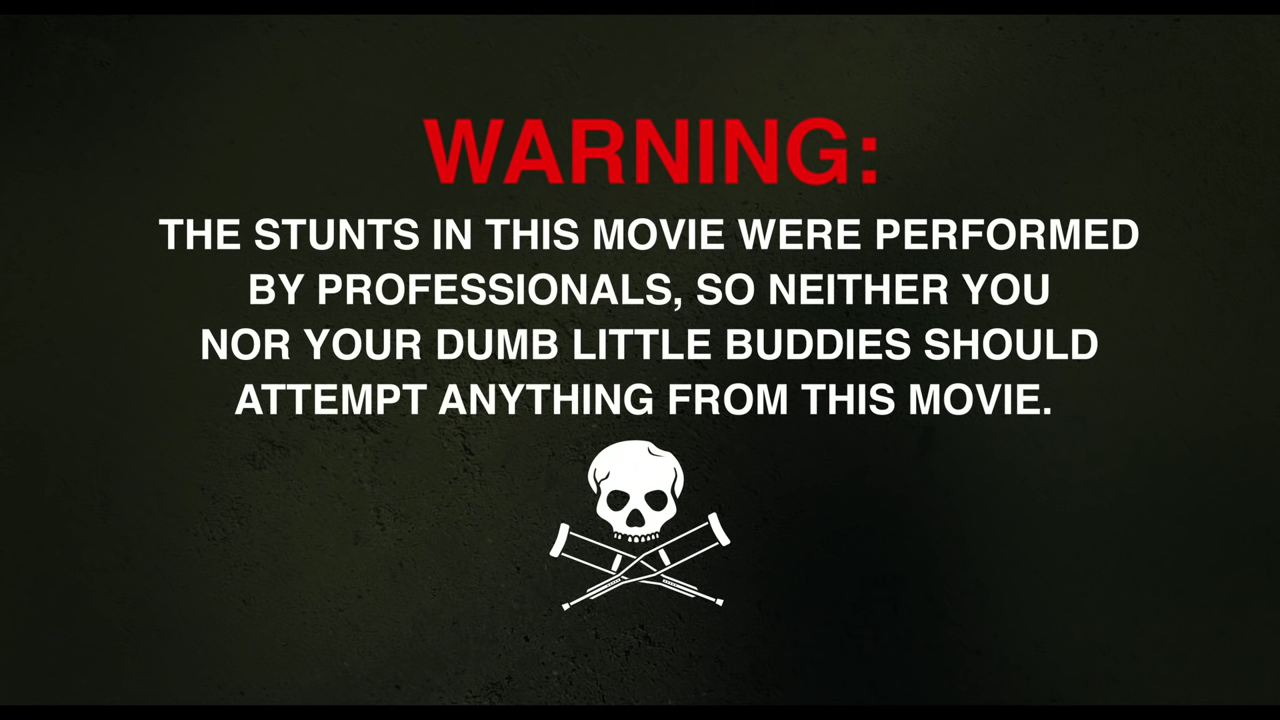 WARNING:
THE STUNTS IN THIS MOVIE WERE PERFORMED
BY PROFESSIONALS, SO NEITHER YOU
NOR YOUR DUMB LITTLE BUDDIES SHOULD
ATTEMPT ANYTHING FROM THIS MOVIE.